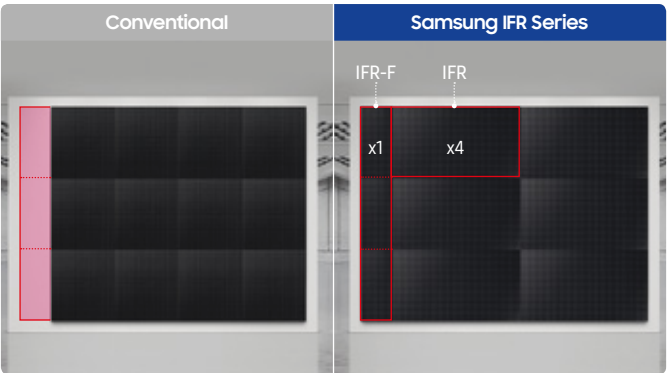 Conventional
Samsung IFR Series
IFR-F IFR
x1 x4